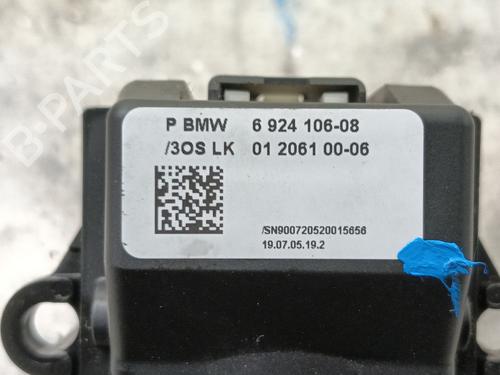 B-PARTS
P BMW 6 924 106-08
/3OS LK 01 2061 00-06
/SN900720520015656
19.07.05.19.2